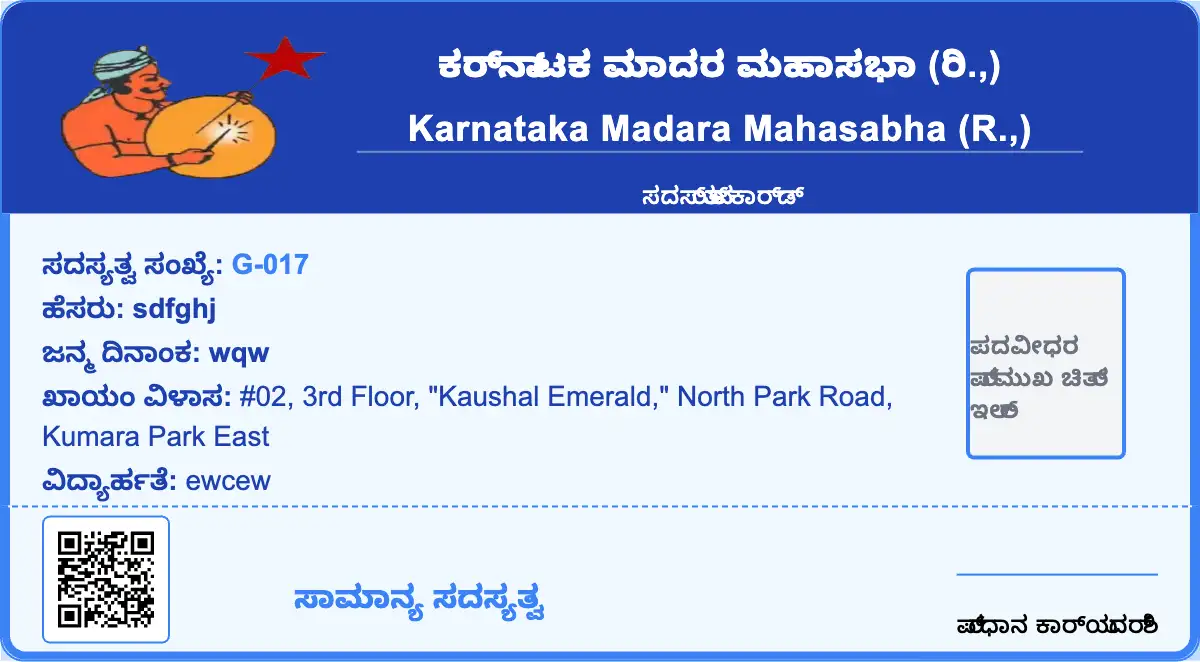 ಕರ್ನಾಟಕ ಮಾದರ ಮಹಾಸಭಾ (ರಿ.,)
Karnataka Madara Mahasabha (R.,)
ಸದಸ್ಯತ್ವ ಕಾರ್ಡ್
ಸದಸ್ಯತ್ವ ಸಂಖ್ಯೆ: G-017
ಹೆಸರು: sdfghj
ಜನ್ಮ ದಿನಾಂಕ: wqw
ಖಾಯಂ ವಿಳಾಸ: #02, 3rd Floor, "Kaushal Emerald," North Park Road,
Kumara Park East
ವಿದ್ಯಾರ್ಹತೆ: ewcew
ಪದವೀಧರ
ಪ್ರಮುಖ ಚಿತ್ರ
ಇಲ್ಲ
ಸಾಮಾನ್ಯ ಸದಸ್ಯತ್ವ
ಪ್ರಧಾನ ಕಾರ್ಯದರ್ಶಿ